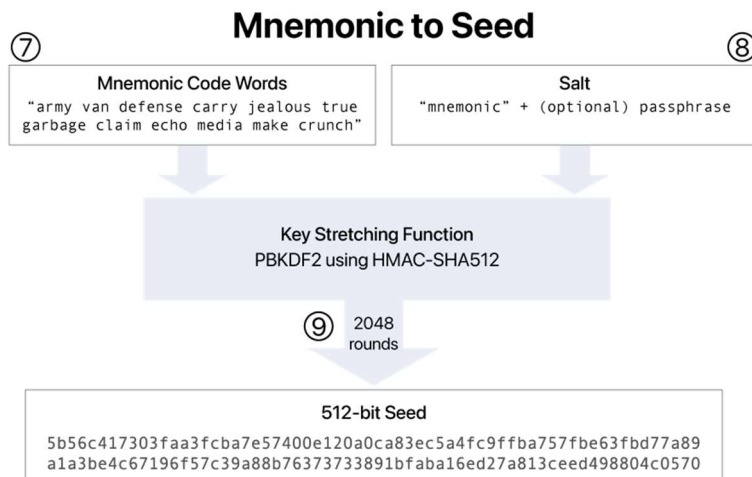 Mnemonic to Seed
⑦
⑧
Mnemonic Code Words
“army van defense carry jealous true
garbage claim echo media make crunch”
Salt
“mnemonic” + (optional) passphrase
Key Stretching Function
PBKDF2 using HMAC-SHA512
⑨
2048
rounds
512-bit Seed
5b56c417303faa3fcba7e57400e120a0ca83ec5a4fc9ffba757fbe63fbd77a89
a1a3be4c67196f57c39a88b76373733891bfaba16ed27a813ceed498804c0570